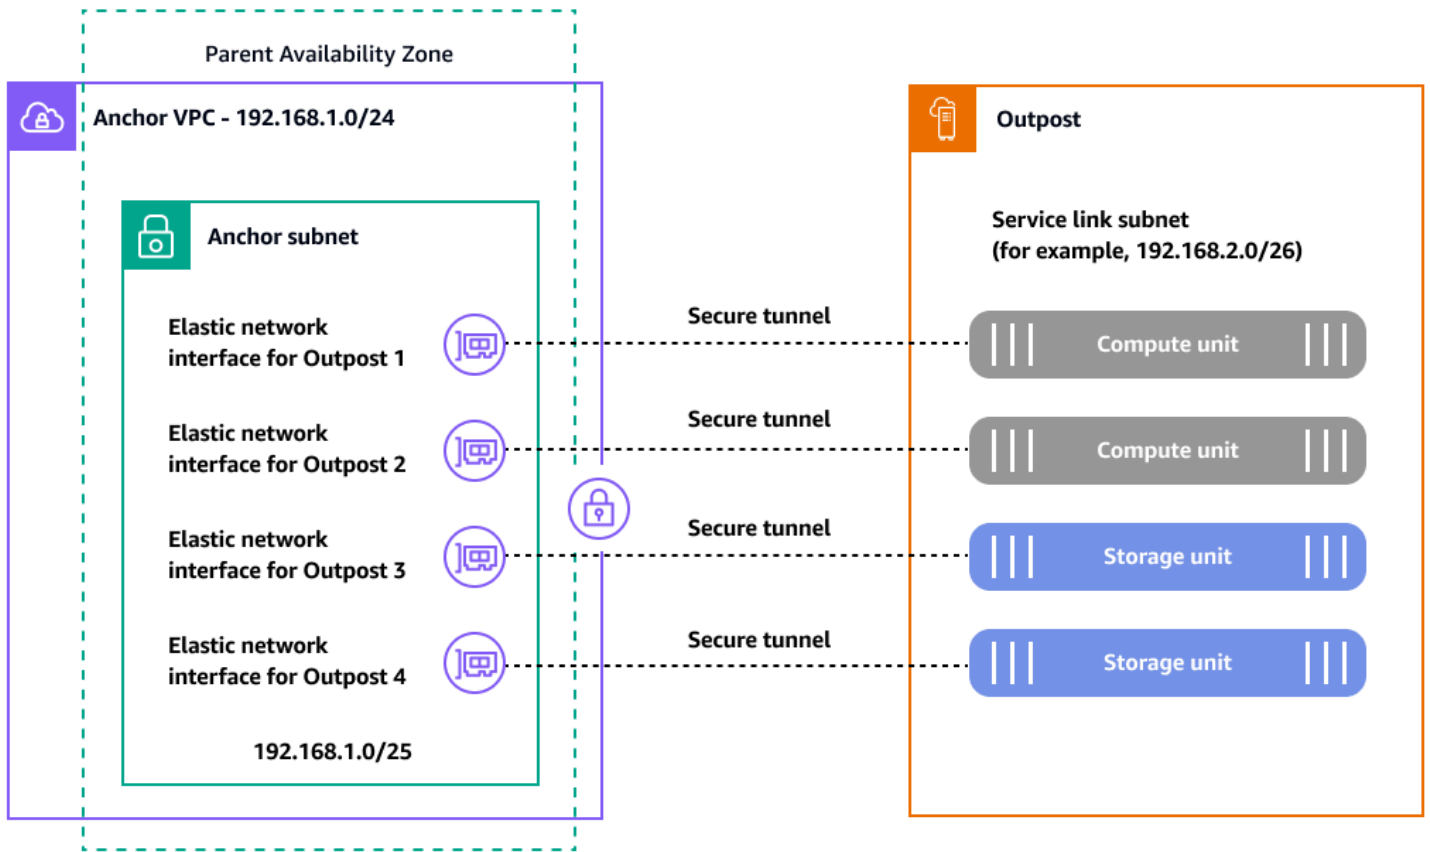 Parent Availability Zone
Anchor VPC - 192.168.1.0/24
Anchor subnet
Elastic network
interface for Outpost 1
Elastic network
interface for Outpost 2
Elastic network
interface for Outpost 3
Elastic network
interface for Outpost 4
192.168.1.0/25
Secure tunnel
Secure tunnel
Secure tunnel
Secure tunnel
Outpost
Service link subnet
(for example, 192.168.2.0/26)
Compute unit
Compute unit
Storage unit
Storage unit